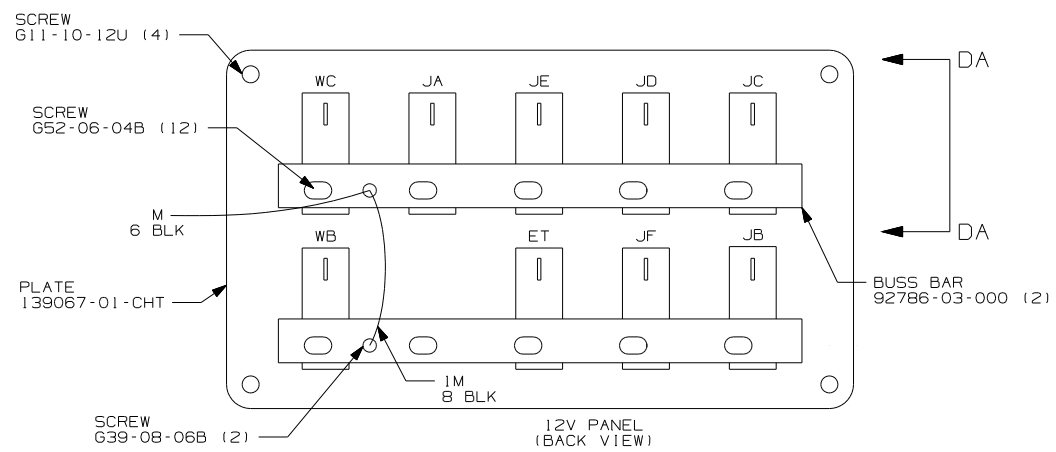 SCREW
G11-10-12U (4)
DA
WC JA JE JD JC
SCREW
G52-06-04B (12)
M
6 BLK
DA
WB ET JF JB
PLATE
139067-01-CHT
BUSS BAR
92786-03-000 (2)
1M
8 BLK
SCREW
G39-08-06B (2)
12V PANEL
(BACK VIEW)